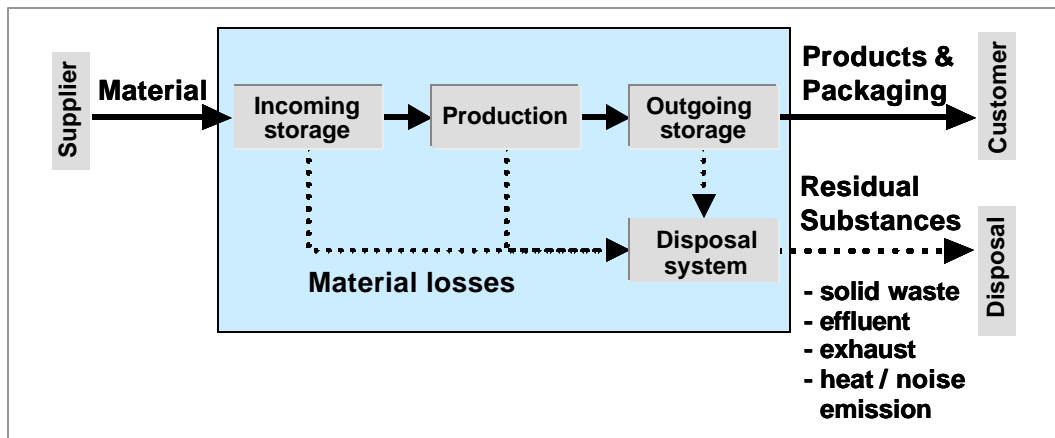 Supplier
Material
Incoming
storage
Production
Outgoing
storage
Products &
Packaging
Customer
Material losses
Disposal
system
Residual
Substances
- solid waste
- effluent
- exhaust
- heat / noise
emission
Disposal